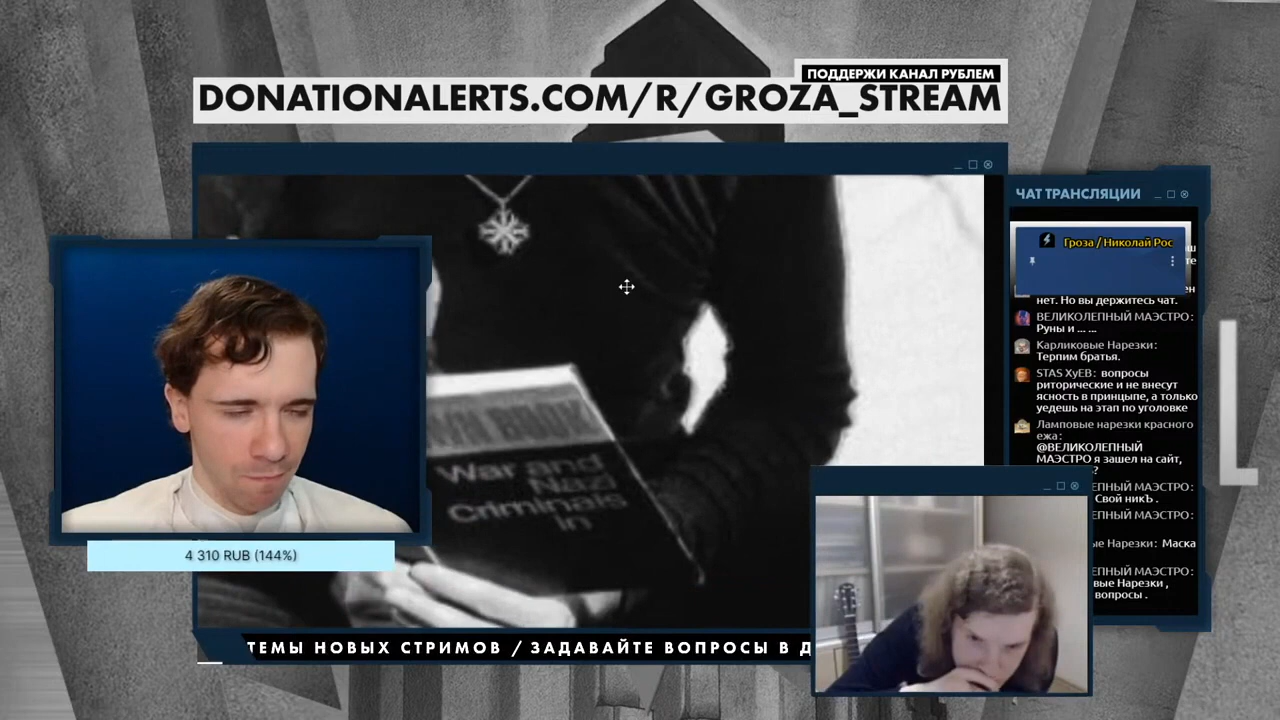 ПОДДЕРЖИ КАНАЛ РУБЛЕМ
DONATIONALERTS.COM/R/GROZA_STREAM
ЧАТ ТРАНСЛЯЦИИ
Гроза / Николай Рос
нет. Но вы держитесь чат.
ВЕЛИКОЛЕПНЫЙ МАЭСТРО:
Руны и ... ...
Карликовые Нарезки:
Терпим братья.
STAS ХуЕВ: вопросы
риторические и не внесут
ясность в принцыпе, а только
уедешь на этап по уголовке
Ламповые нарезки красного
ежа:
@ВЕЛИКОЛЕПНЫЙ
МАЭСТРО я зашел на сайт,
?
ЕПНЫЙ МАЭСТРО:
Свой никЪ .
ЕПНЫЙ МАЭСТРО:
ые Нарезки: Маска
ЕПНЫЙ МАЭСТРО:
вые Нарезки ,
вопросы .
BOOK
War and
Nazi
Criminals
in
4 310 RUB (144%)
ТЕМЫ НОВЫХ СТРИМОВ / ЗАДАВАЙТЕ ВОПРОСЫ В Д